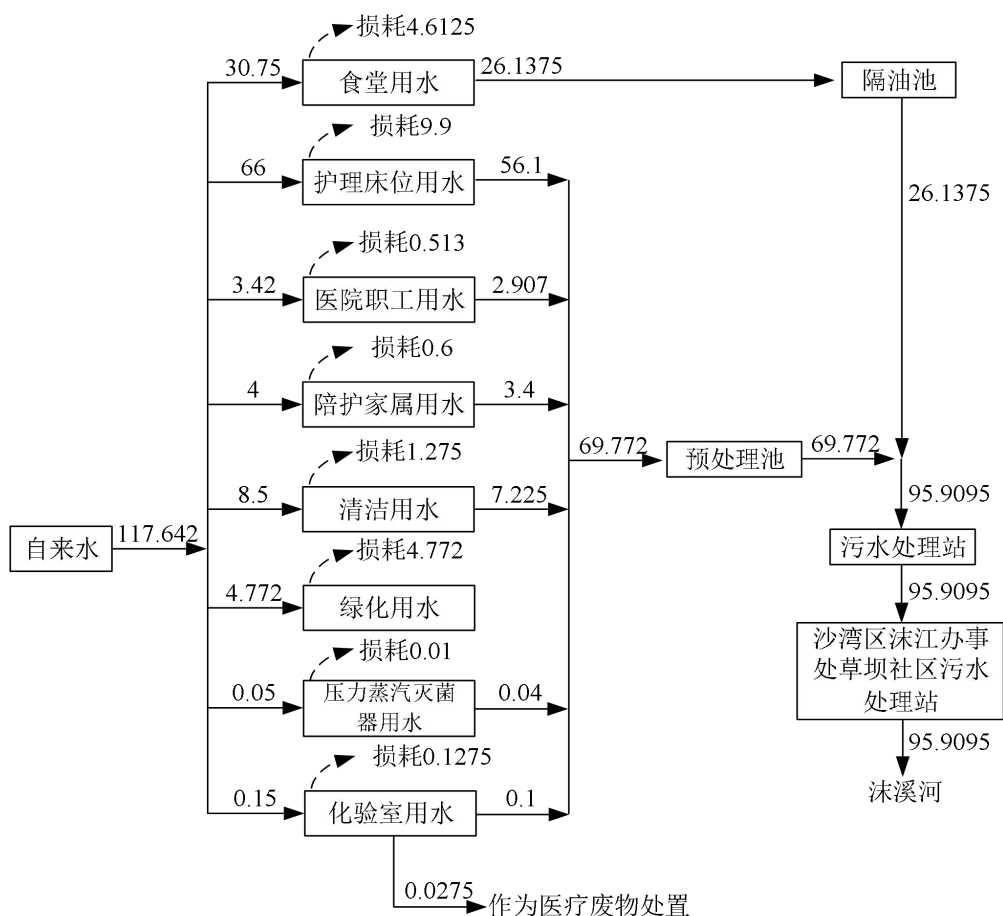 损耗4.6125
30.75
食堂用水
26.1375
隔油池
损耗9.9
66
护理床位用水
56.1
26.1375
损耗0.513
3.42
医院职工用水
2.907
损耗0.6
4
陪护家属用水
3.4
69.772
预处理池
69.772
损耗1.275
8.5
清洁用水
7.225
95.9095
自来水
117.642
污水处理站
损耗4.772
4.772
绿化用水
95.9095
沙湾区沫江办事
处草坝社区污水
处理站
损耗0.01
0.05
压力蒸汽灭菌
器用水
0.04
95.9095
损耗0.1275
0.15
化验室用水
0.1
沫溪河
0.0275
作为医疗废物处置